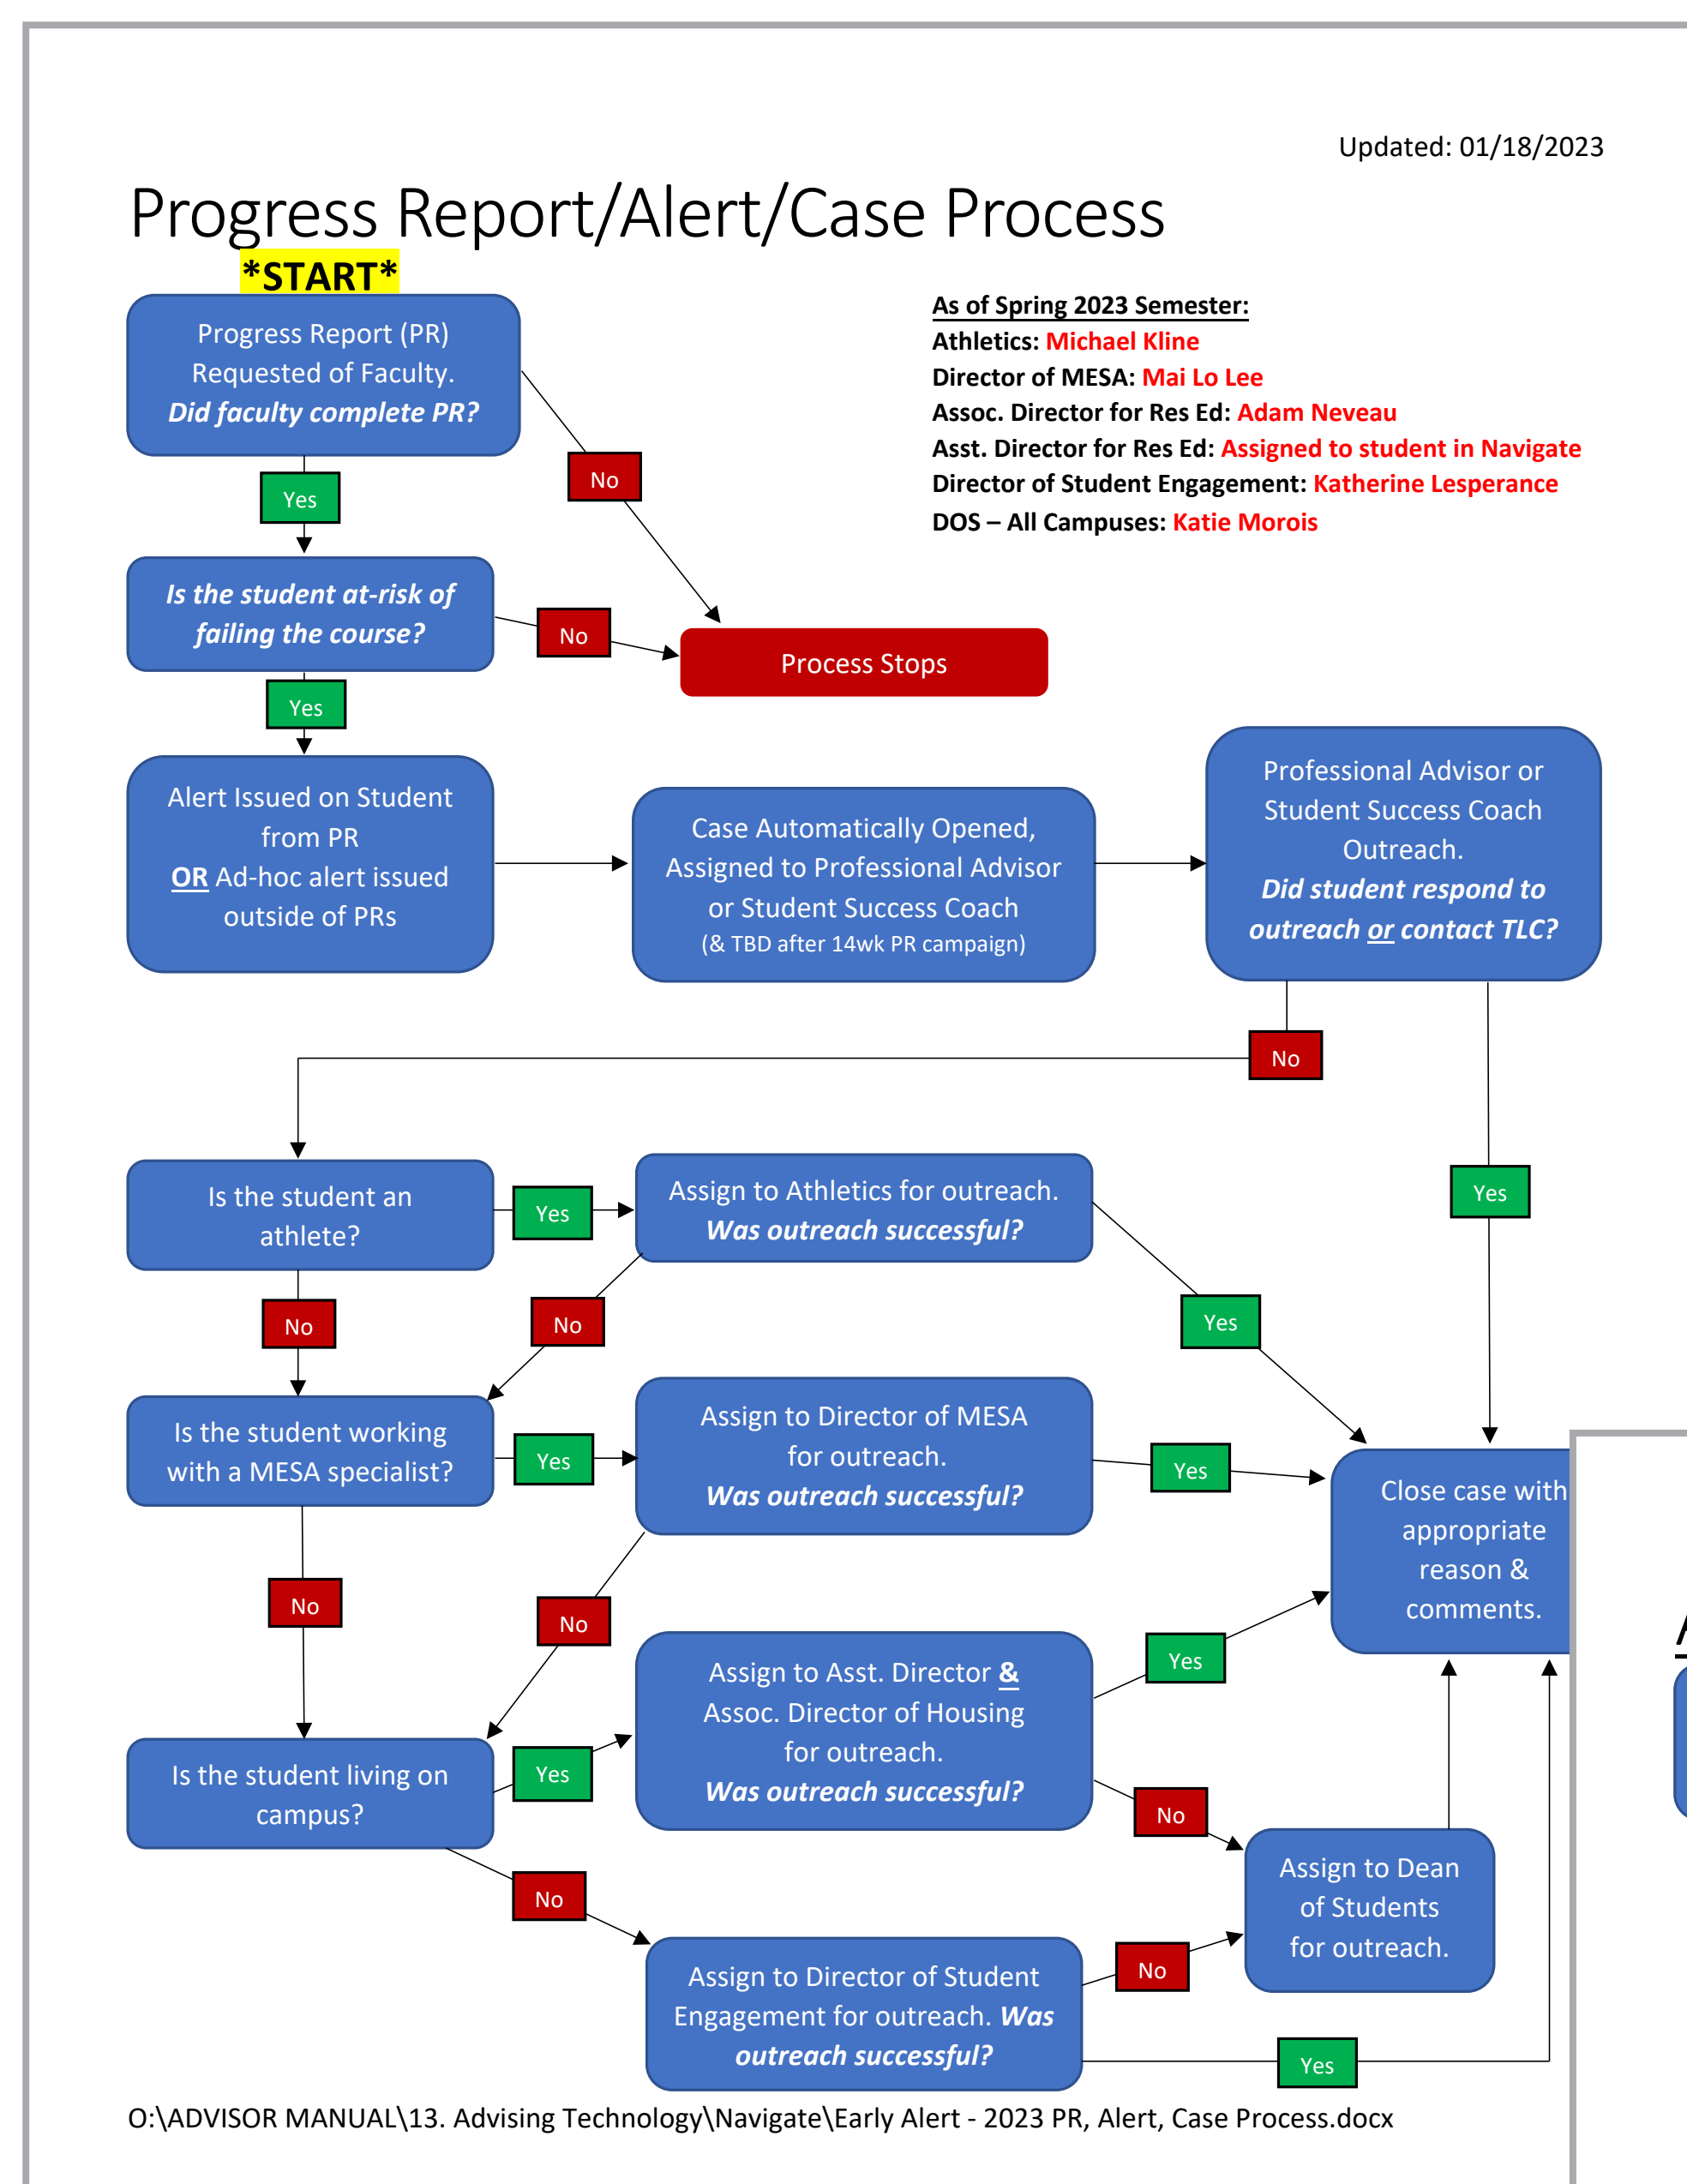 Updated: 01/18/2023
Progress Report/Alert/Case Process
*START*
Progress Report (PR)
Requested of Faculty.
Did faculty complete PR?
As of Spring 2023 Semester:
Athletics: Michael Kline
Director of MESA: Mai Lo Lee
Assoc. Director for Res Ed: Adam Neveau
Asst. Director for Res Ed: Assigned to student in Navigate
Director of Student Engagement: Katherine Lesperance
DOS – All Campuses: Katie Morois
No
Yes
Is the student at-risk of
failing the course?
No
Process Stops
Yes
Alert Issued on Student
from PR
OR Ad-hoc alert issued
outside of PRs
Case Automatically Opened,
Assigned to Professional Advisor
or Student Success Coach
(& TBD after 14wk PR campaign)
Professional Advisor or
Student Success Coach
Outreach.
Did student respond to
outreach or contact TLC?
No
Yes
Is the student an
athlete?
Yes
Assign to Athletics for outreach.
Was outreach successful?
No
No
Yes
Is the student working
with a MESA specialist?
Yes
Assign to Director of MESA
for outreach.
Was outreach successful?
Yes
Close case with
appropriate
reason &
comments.
No
No
Assign to Asst. Director &
Assoc. Director of Housing
for outreach.
Was outreach successful?
Yes
Is the student living on
campus?
Yes
No
Assign to Dean
of Students
for outreach.
No
Assign to Director of Student
Engagement for outreach. Was
outreach successful?
No
Yes
O:\ADVISOR MANUAL\13. Advising Technology\Navigate\Early Alert - 2023 PR, Alert, Case Process.docx